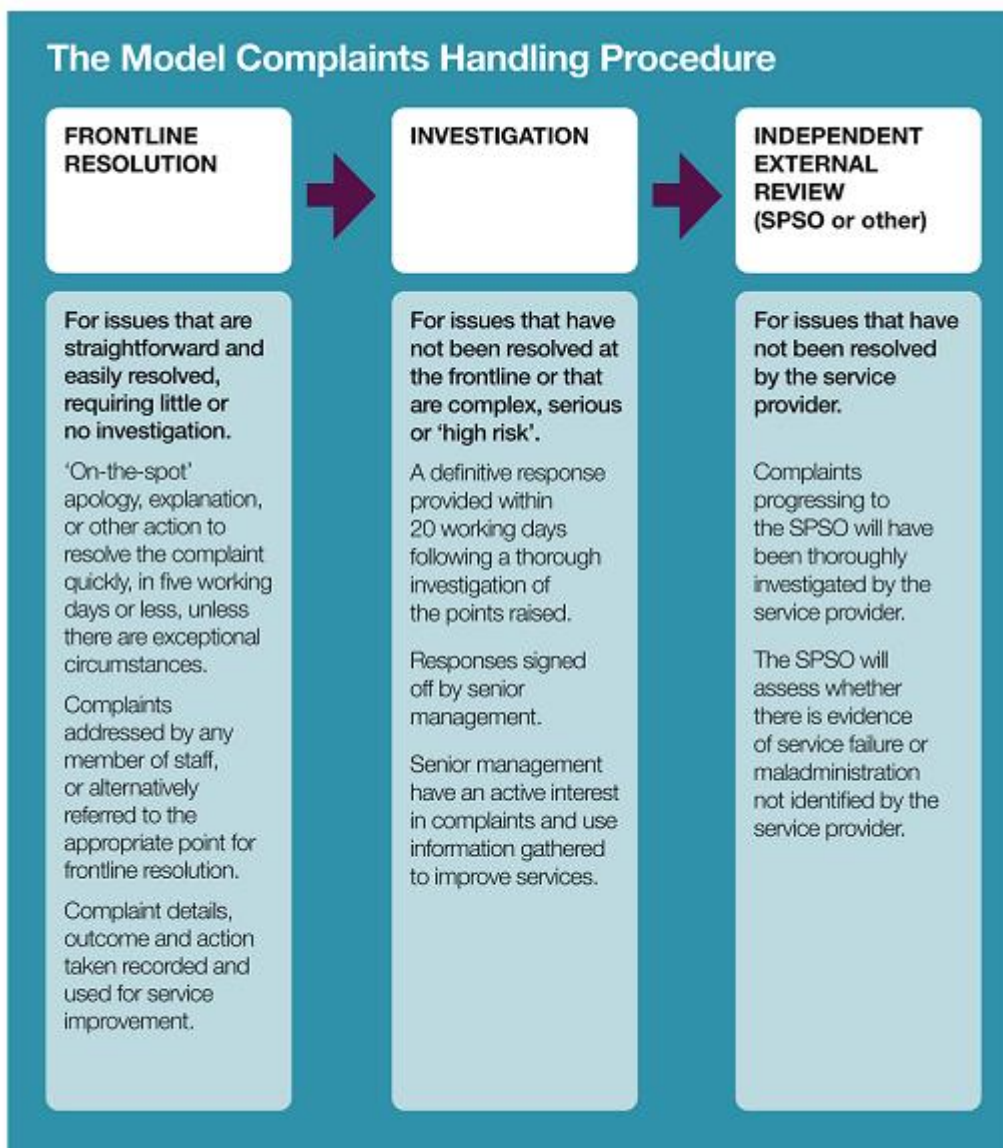 The Model Complaints Handling Procedure
FRONTLINE
RESOLUTION
INVESTIGATION
INDEPENDENT
EXTERNAL
REVIEW
(SPSO or other)
For issues that are
straightforward and
easily resolved,
requiring little or
no investigation.
‘On-the-spot’
apology, explanation,
or other action to
resolve the complaint
quickly, in five working
days or less, unless
there are exceptional
circumstances.
Complaints
addressed by any
member of staff,
or alternatively
referred to the
appropriate point for
frontline resolution.
Complaint details,
outcome and action
taken recorded and
used for service
improvement.
For issues that have
not been resolved at
the frontline or that
are complex, serious
or ‘high risk’.
A definitive response
provided within
20 working days
following a thorough
investigation of
the points raised.
Responses signed
off by senior
management.
Senior management
have an active interest
in complaints and use
information gathered
to improve services.
For issues that have
not been resolved
by the service
provider.
Complaints
progressing to
the SPSO will have
been thoroughly
investigated by the
service provider.
The SPSO will
assess whether
there is evidence
of service failure or
maladministration
not identified by the
service provider.